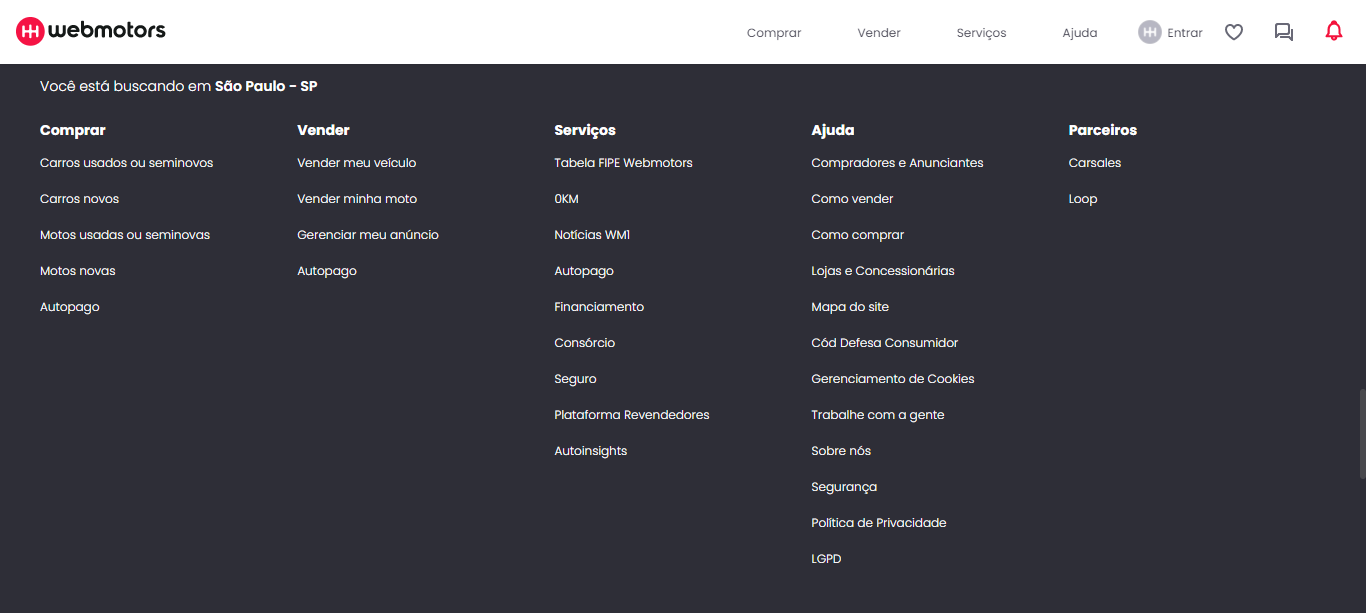 webmotors
Comprar
Vender
Serviços
Ajuda
Entrar
Você está buscando em São Paulo - SP
Comprar
Carros usados ou seminovos
Carros novos
Motos usadas ou seminovas
Motos novas
Autopago
Vender
Vender meu veículo
Vender minha moto
Gerenciar meu anúncio
Autopago
Serviços
Tabela FIPE Webmotors
0KM
Notícias WM1
Autopago
Financiamento
Consórcio
Seguro
Plataforma Revendedores
Autoinsights
Ajuda
Compradores e Anunciantes
Como vender
Como comprar
Lojas e Concessionárias
Mapa do site
Cód Defesa Consumidor
Gerenciamento de Cookies
Trabalhe com a gente
Sobre nós
Segurança
Política de Privacidade
LGPD
Parceiros
Carsales
Loop